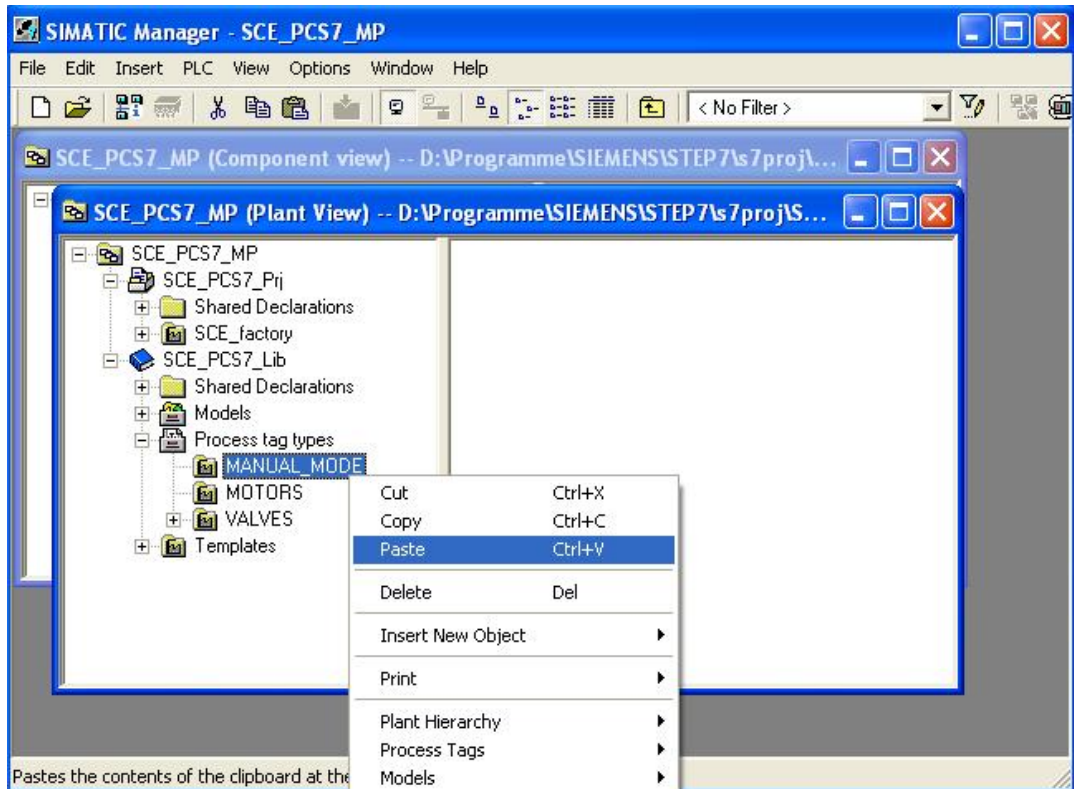 SIMATIC Manager - SCE_PCS7_MP
File Edit Insert PLC View Options Window Help
< No Filter >
SCE_PCS7_MP (Component view) -- D:\Programme\SIEMENS\STEP7\s7proj\...
SCE_PCS7_MP (Plant View) -- D:\Programme\SIEMENS\STEP7\s7proj\S...
SCE_PCS7_MP
SCE_PCS7_Prj
Shared Declarations
SCE_factory
SCE_PCS7_Lib
Shared Declarations
Models
Process tag types
MANUAL_MODE
MOTORS
VALVES
Templates
Cut Ctrl+X
Copy Ctrl+C
Paste Ctrl+V
Delete Del
Insert New Object
Print
Plant Hierarchy
Process Tags
Models
Pastes the contents of the clipboard at the